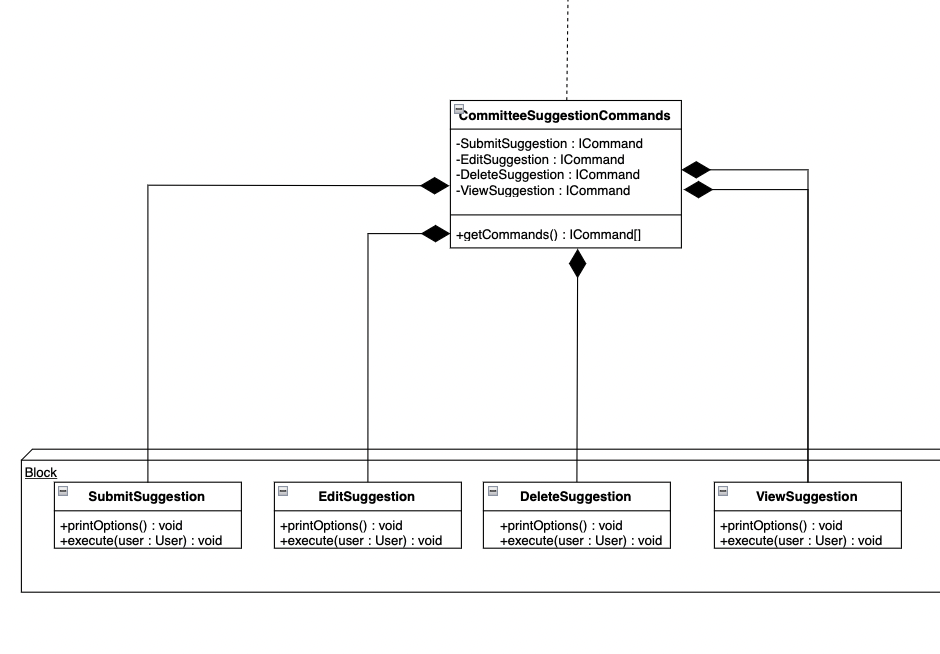 CommitteeSuggestionCommands
-SubmitSuggestion : ICommand
-EditSuggestion : ICommand
-DeleteSuggestion : ICommand
-ViewSuggestion : ICommand
+getCommands() : ICommand[]
Block
SubmitSuggestion
+printOptions() : void
+execute(user : User) : void
EditSuggestion
+printOptions() : void
+execute(user : User) : void
DeleteSuggestion
+printOptions() : void
+execute(user : User) : void
ViewSuggestion
+printOptions() : void
+execute(user : User) : void